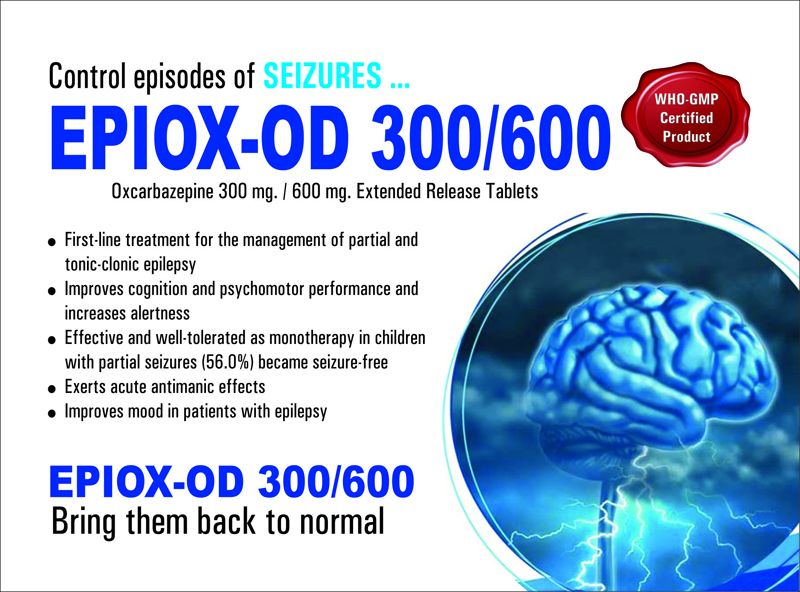 Control episodes of SEIZURES ...
EPIOX-OD 300/600
WHO-GMP
Certified
Product
Oxcarbazepine 300 mg. / 600 mg. Extended Release Tablets
• First-line treatment for the management of partial and
tonic-clonic epilepsy
• Improves cognition and psychomotor performance and
increases alertness
• Effective and well-tolerated as monotherapy in children
with partial seizures (56.0%) became seizure-free
• Exerts acute antimanic effects
• Improves mood in patients with epilepsy
EPIOX-OD 300/600
Bring them back to normal